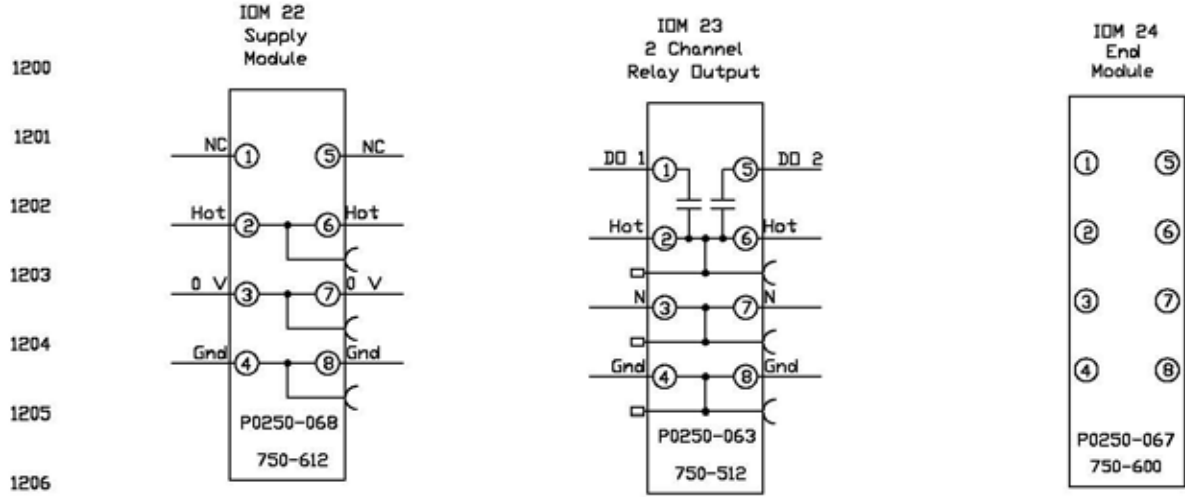 IOM 22
Supply
Module
IOM 23
2 Channel
Relay Output
IOM 24
End
Module
1200
1201
1202
1203
1204
1205
1206
NC 1 5 NC
Hot 2 6 Hot
0 V 3 7 0 V
Gnd 4 8 Gnd
P0250-068
750-612
DO 1 1 5 DO 2
Hot 2 6 Hot
N 3 7 N
Gnd 4 8 Gnd
P0250-063
750-512
1 5
2 6
3 7
4 8
P0250-067
750-600